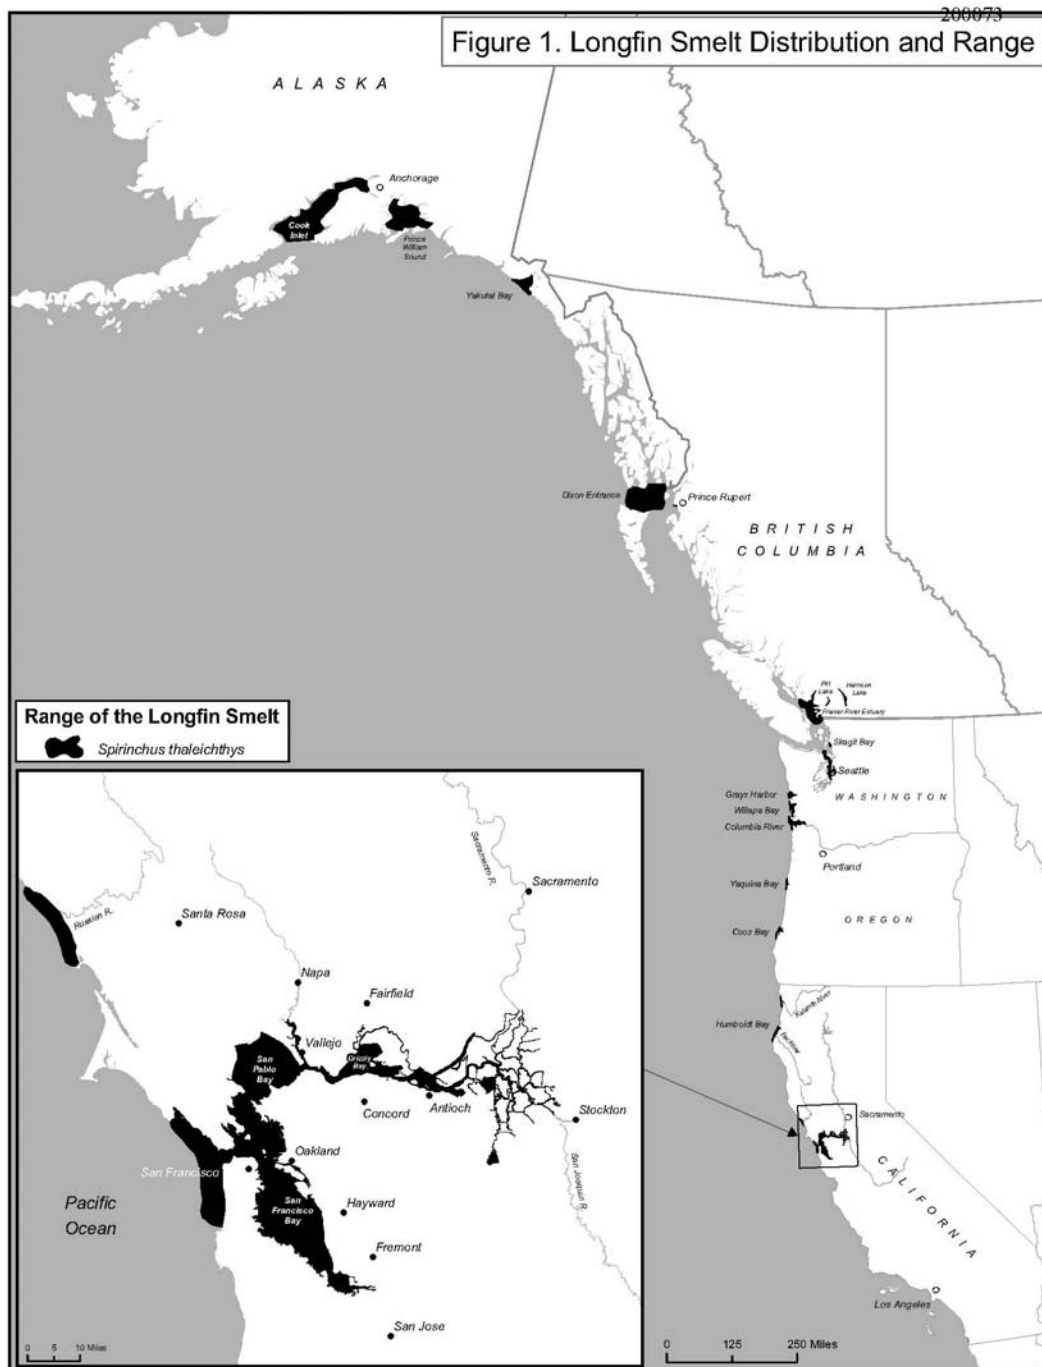 200073
Figure 1. Longfin Smelt Distribution and Range
ALASKA
Anchorage
Cook
Inlet
Prince
William
Sound
Yakutat Bay
Dixon Entrance
Prince Rupert
BRITISH
COLUMBIA
Pitt
Lake
Harrison
Lake
Fraser River Estuary
Skagit Bay
Seattle
WASHINGTON
Grays Harbor
Willapa Bay
Columbia River
Portland
Yaquina Bay
OREGON
Coos Bay
Klamath River
Humboldt Bay
Eel River
Sacramento
CALIFORNIA
Los Angeles
0 125 250 Miles
Range of the Longfin Smelt
Spirinchus thaleichthys
Sacramento R.
Sacramento
Russian R.
Santa Rosa
Napa
Fairfield
Vallejo
Grizzly
Bay
San
Pablo
Bay
Concord
Antioch
Stockton
Oakland
San Francisco
San Joaquin R.
San
Francisco
Bay
Hayward
Pacific
Ocean
Fremont
San Jose
0 5 10 Miles